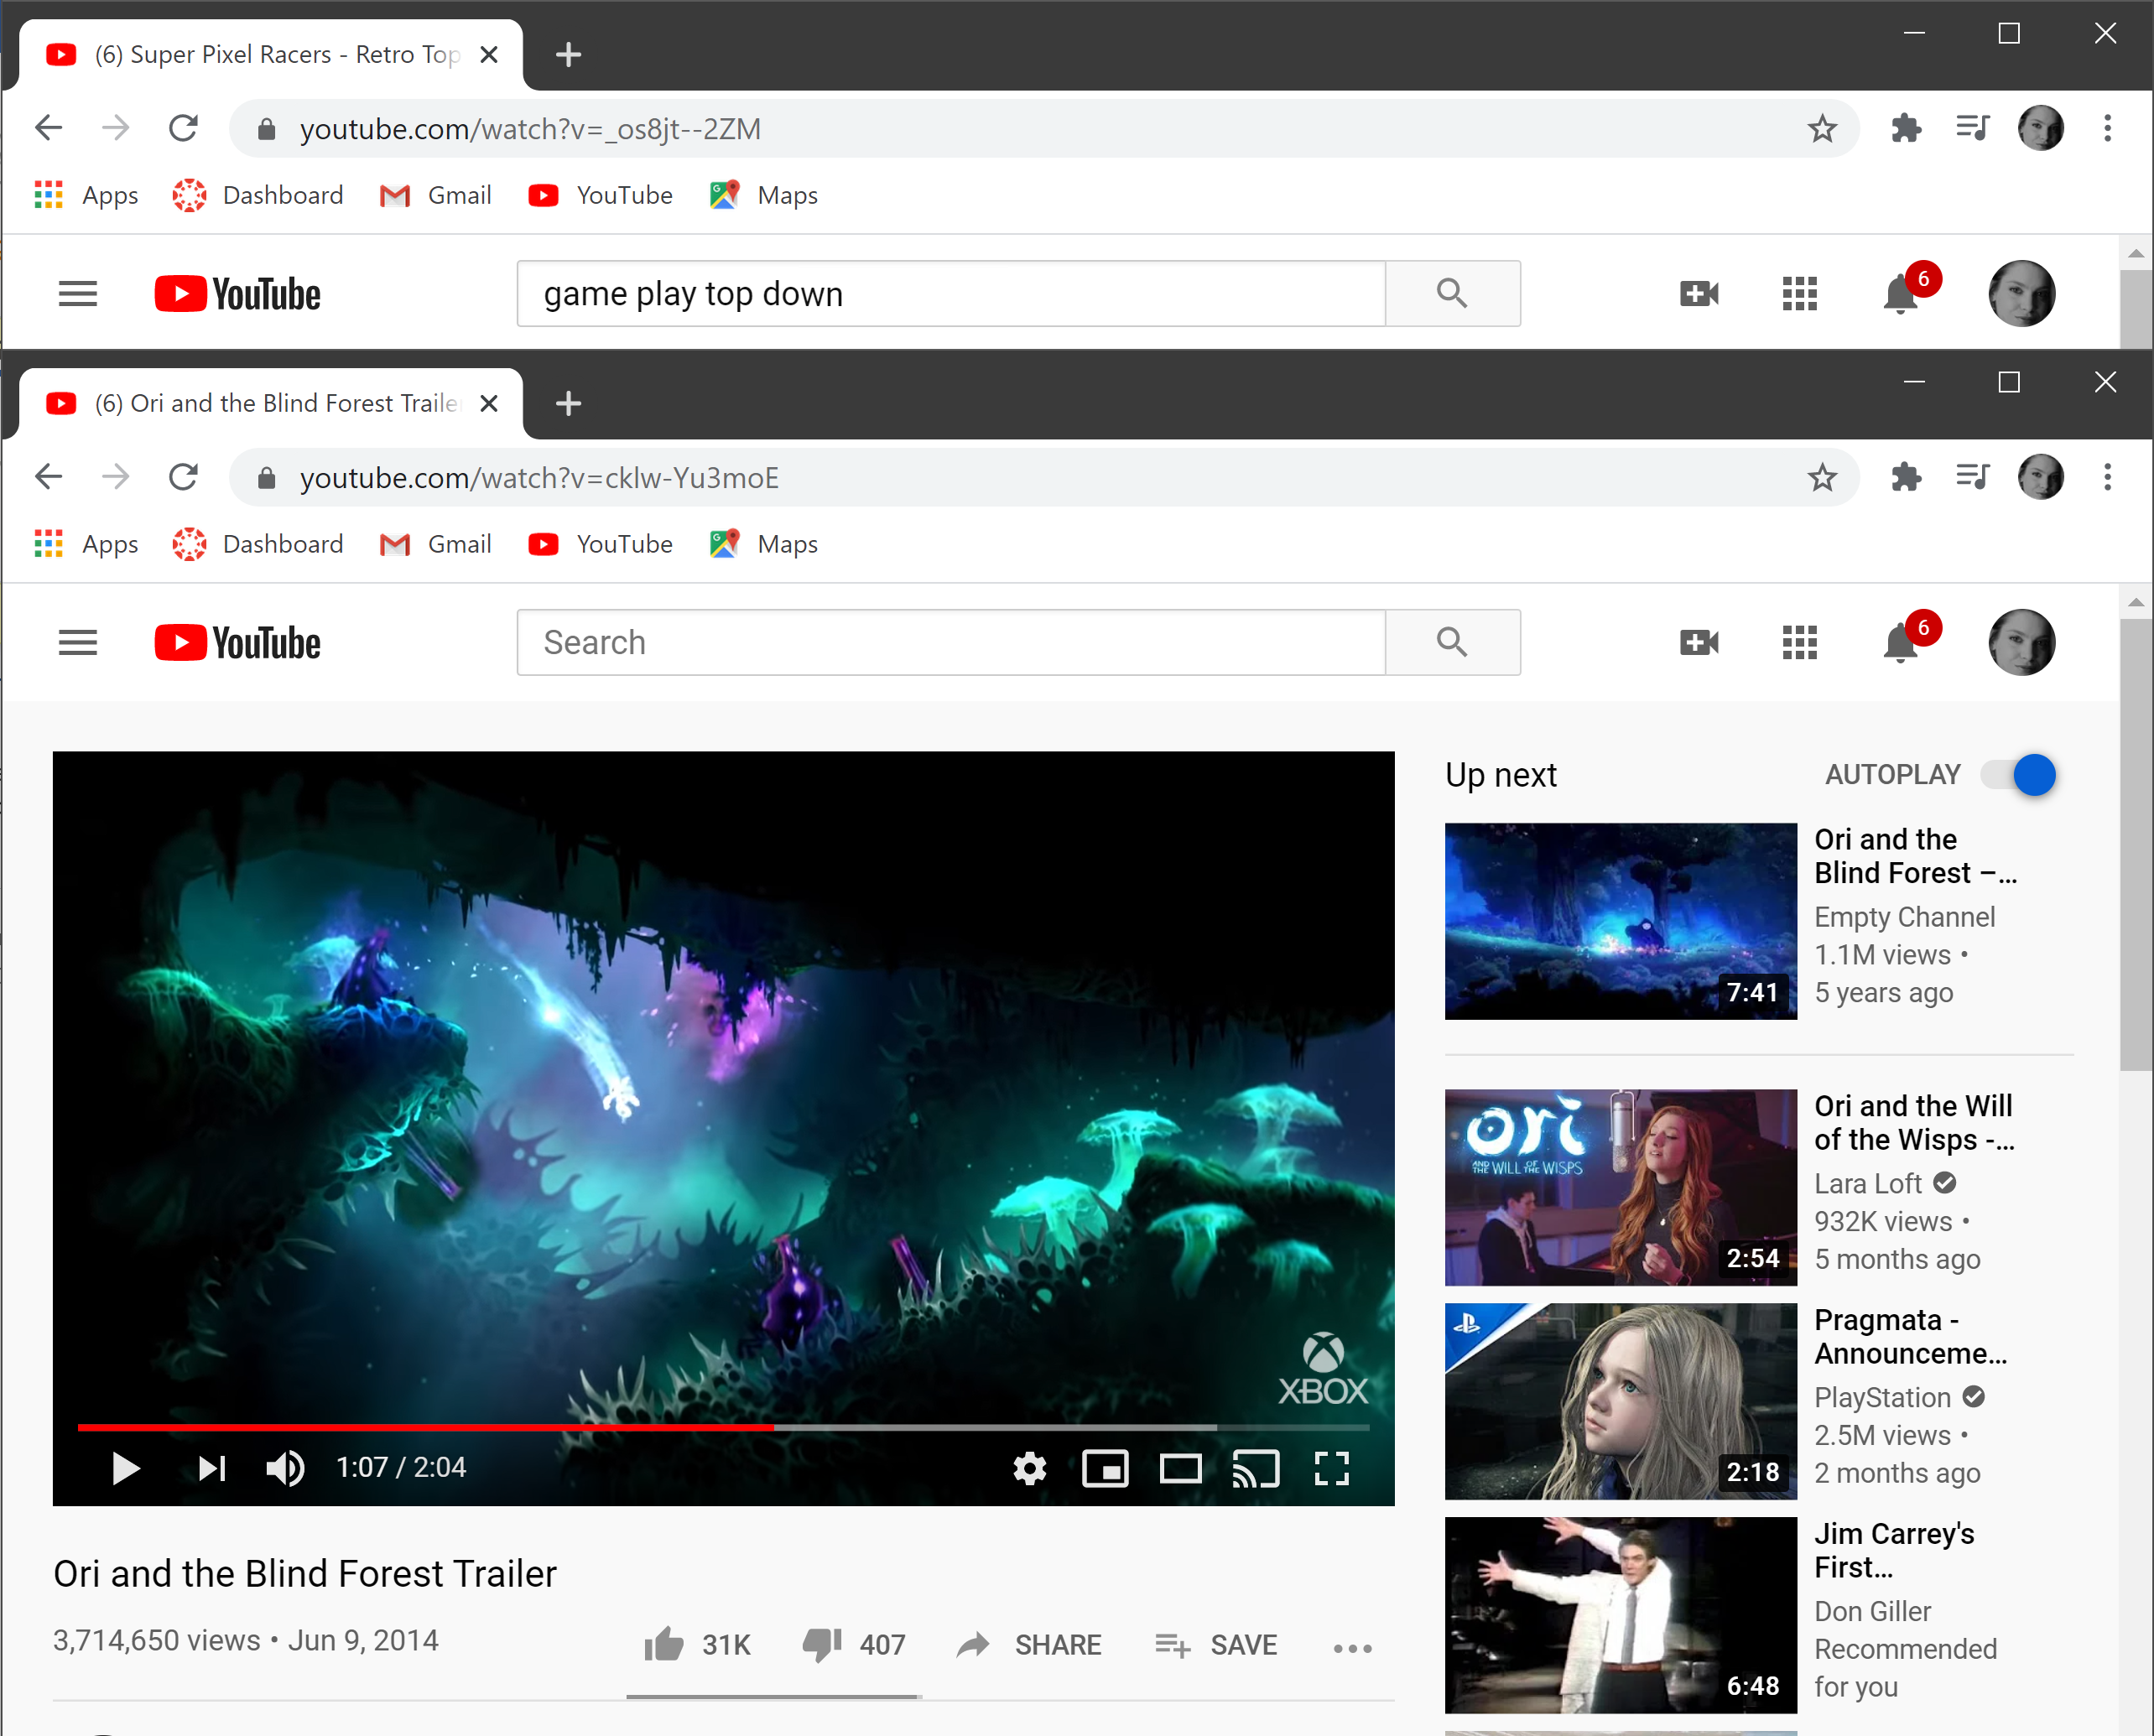 (6) Super Pixel Racers - Retro Top
youtube.com/watch?v=_os8jt--2ZM
Apps Dashboard Gmail YouTube Maps
YouTube game play top down 6
(6) Ori and the Blind Forest Traile
youtube.com/watch?v=cklw-Yu3moE
Apps Dashboard Gmail YouTube Maps
YouTube Search 6
XBOX
1:07 / 2:04
Ori and the Blind Forest Trailer
3,714,650 views • Jun 9, 2014
31K 407 SHARE SAVE
Up next AUTOPLAY
7:41
Ori and the
Blind Forest –...
Empty Channel
1.1M views •
5 years ago
ori
AND THE WILL OF THE WISPS
2:54
Ori and the Will
of the Wisps -...
Lara Loft
932K views •
5 months ago
2:18
Pragmata -
Announceme...
PlayStation
2.5M views •
2 months ago
6:48
Jim Carrey's
First...
Don Giller
Recommended
for you